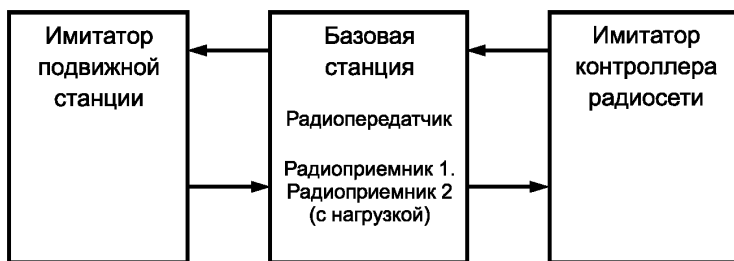 Имитатор
подвижной
станции
Базовая
станция
Радиопередатчик
Радиоприемник 1.
Радиоприемник 2
(с нагрузкой)
Имитатор
контроллера
радиосети